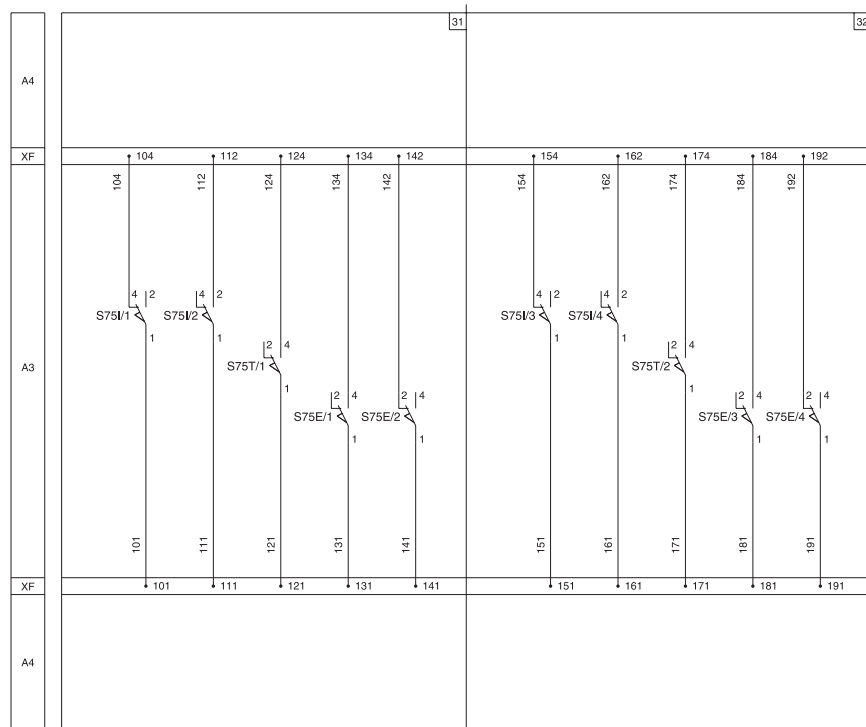 31
32
A4
XF
104 112 124 134 142 154 162 174 184 192
104 112 124 134 142 154 162 174 184 192
4 2 4 2 4 2 4 2
S75I/1 S75I/2 S75I/3 S75I/4
1 1 1 1
2 4 2 4
A3
S75T/1 S75T/2
1 1
2 4 2 4 2 4 2 4
S75E/1 S75E/2 S75E/3 S75E/4
1 1 1 1
101 111 121 131 141 151 161 171 181 191
XF
101 111 121 131 141 151 161 171 181 191
A4